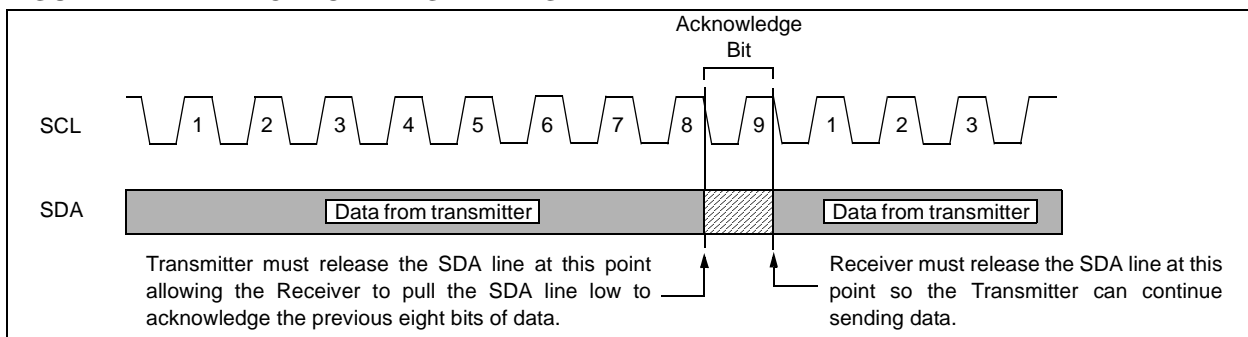 Acknowledge
Bit
SCL
1 2 3 4 5 6 7 8 9 1 2 3
SDA
Data from transmitter
Data from transmitter
Transmitter must release the SDA line at this point
allowing the Receiver to pull the SDA line low to
acknowledge the previous eight bits of data.
Receiver must release the SDA line at this
point so the Transmitter can continue
sending data.